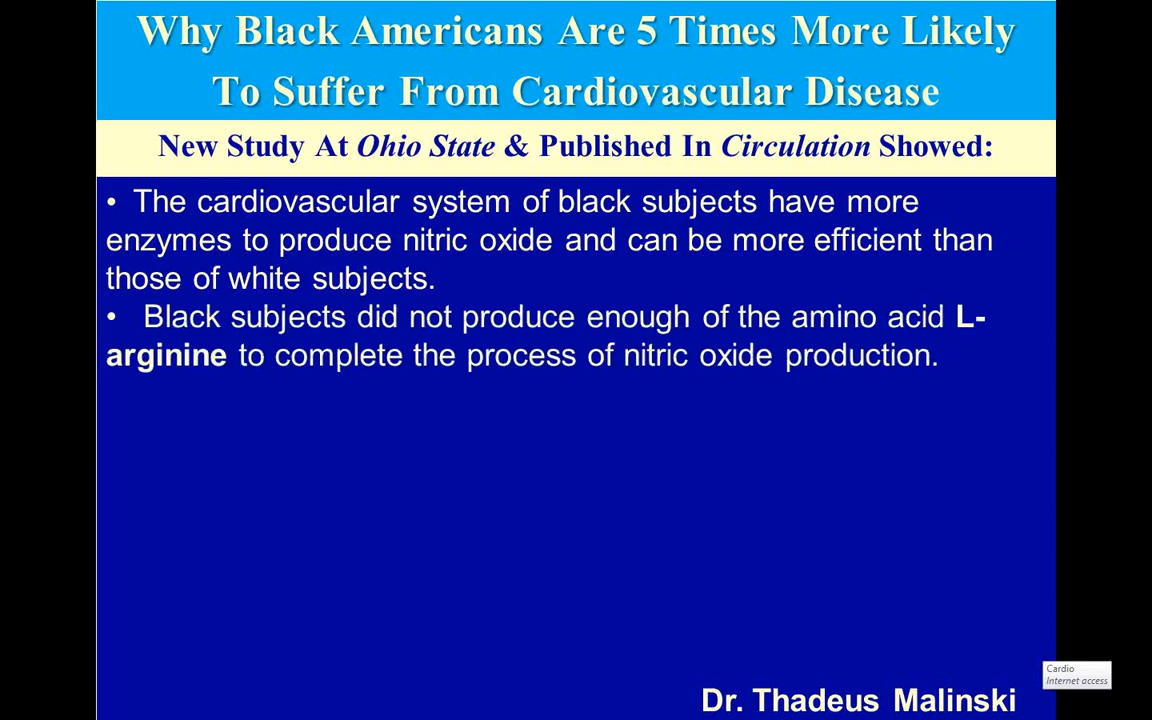 Why Black Americans Are 5 Times More Likely
To Suffer From Cardiovascular Disease
New Study At Ohio State & Published In Circulation Showed:
• The cardiovascular system of black subjects have more
enzymes to produce nitric oxide and can be more efficient than
those of white subjects.
• Black subjects did not produce enough of the amino acid L-
arginine to complete the process of nitric oxide production.
Cardio
Internet access
Dr. Thadeus Malinski